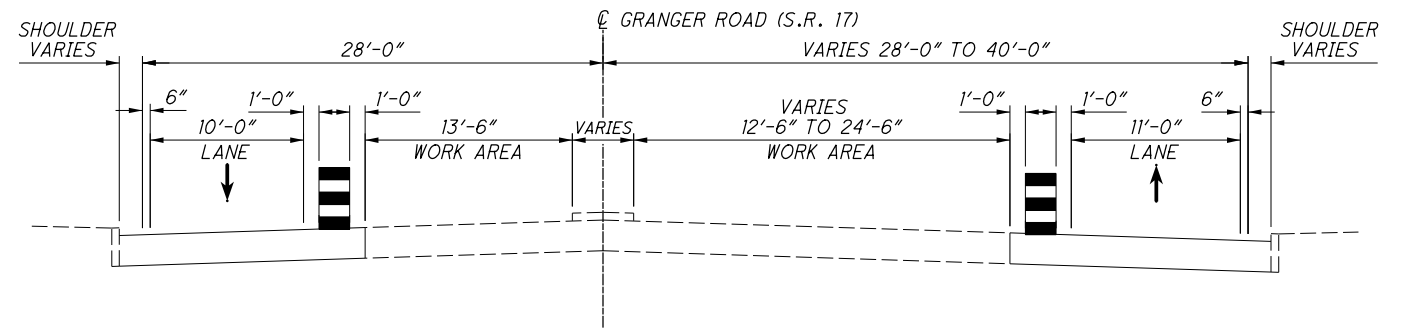 ℄ GRANGER ROAD (S.R. 17)
SHOULDER
VARIES
28'-0"
VARIES 28'-0" TO 40'-0"
SHOULDER
VARIES
6"
10'-0"
LANE
1'-0"
1'-0"
13'-6"
WORK AREA
VARIES
VARIES
12'-6" TO 24'-6"
WORK AREA
1'-0"
1'-0"
11'-0"
LANE
6"